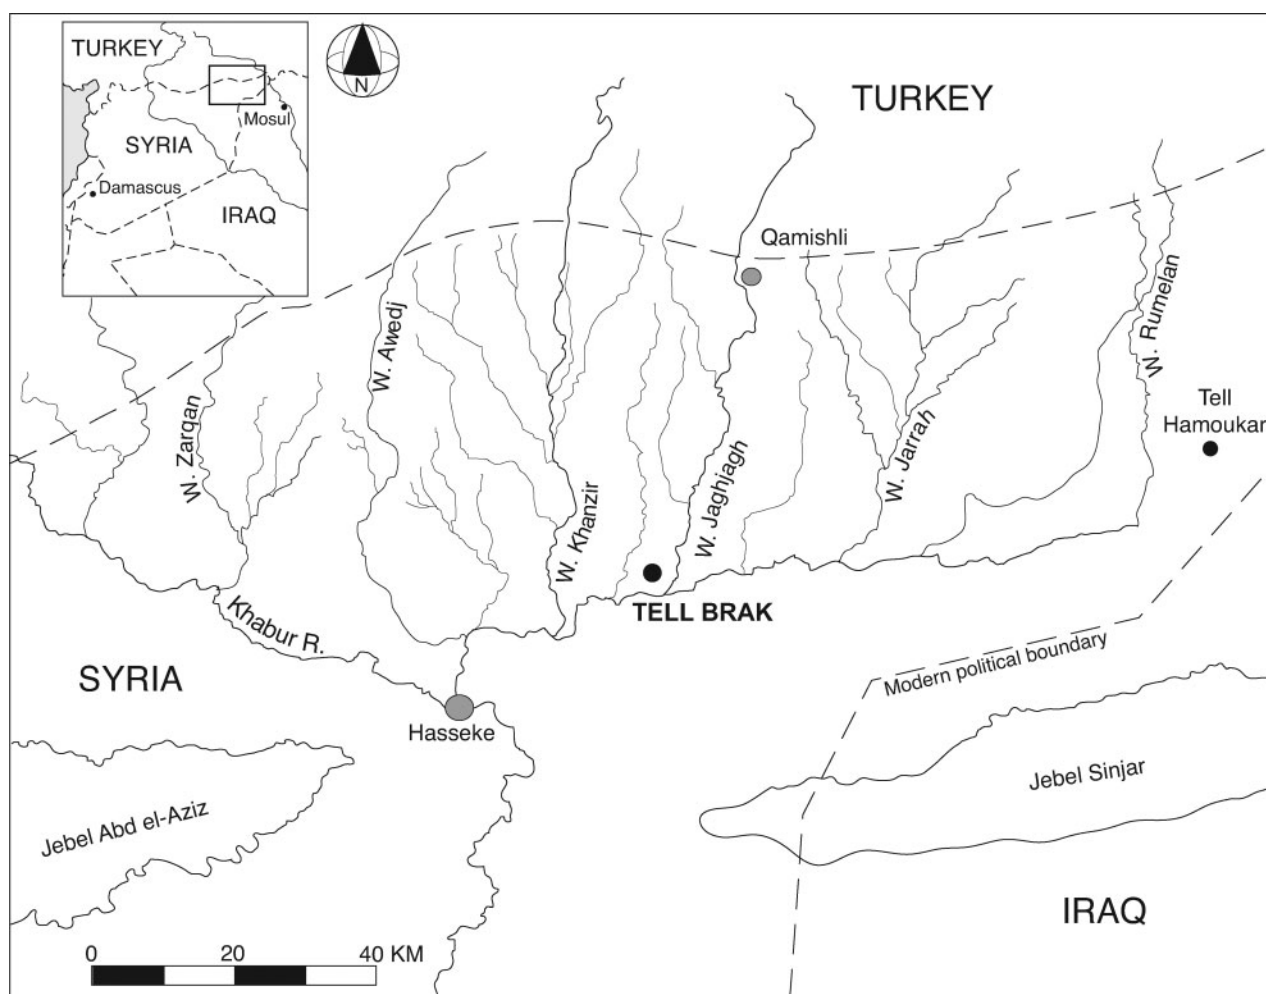 TURKEY
Mosul
SYRIA
Damascus
IRAQ
N
TURKEY
Qamishli
W. Rumelan
W. Awedj
Tell
Hamoukar
W. Zarqan
W. Jarrah
W. Jaghjagh
W. Khanzir
TELL BRAK
Khabur R.
SYRIA
Modern political boundary
Hasseke
Jebel Sinjar
Jebel Abd el-Aziz
IRAQ
0 20 40 KM